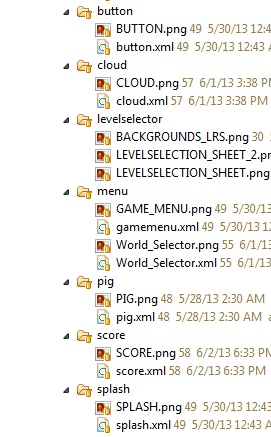 button
BUTTON.png 49 5/30/13 12:4
button.xml 49 5/30/13 12:43
cloud
CLOUD.png 57 6/1/13 3:38 P
cloud.xml 57 6/1/13 3:38 PM
levelselector
BACKGROUNDS_LRS.png 30
LEVELSELECTION_SHEET_2.p
LEVELSELECTION_SHEET.png
menu
GAME_MENU.png 49 5/30/13
gamemenu.xml 49 5/30/13 12
World_Selector.png 55 6/1/13
World_Selector.xml 55 6/1/13
pig
PIG.png 48 5/28/13 2:30 AM
pig.xml 48 5/28/13 2:30 AM a
score
SCORE.png 58 6/2/13 6:33 PM
score.xml 58 6/2/13 6:33 PM
splash
SPLASH.png 49 5/30/13 12:43
splash.xml 49 5/30/13 12:43 A